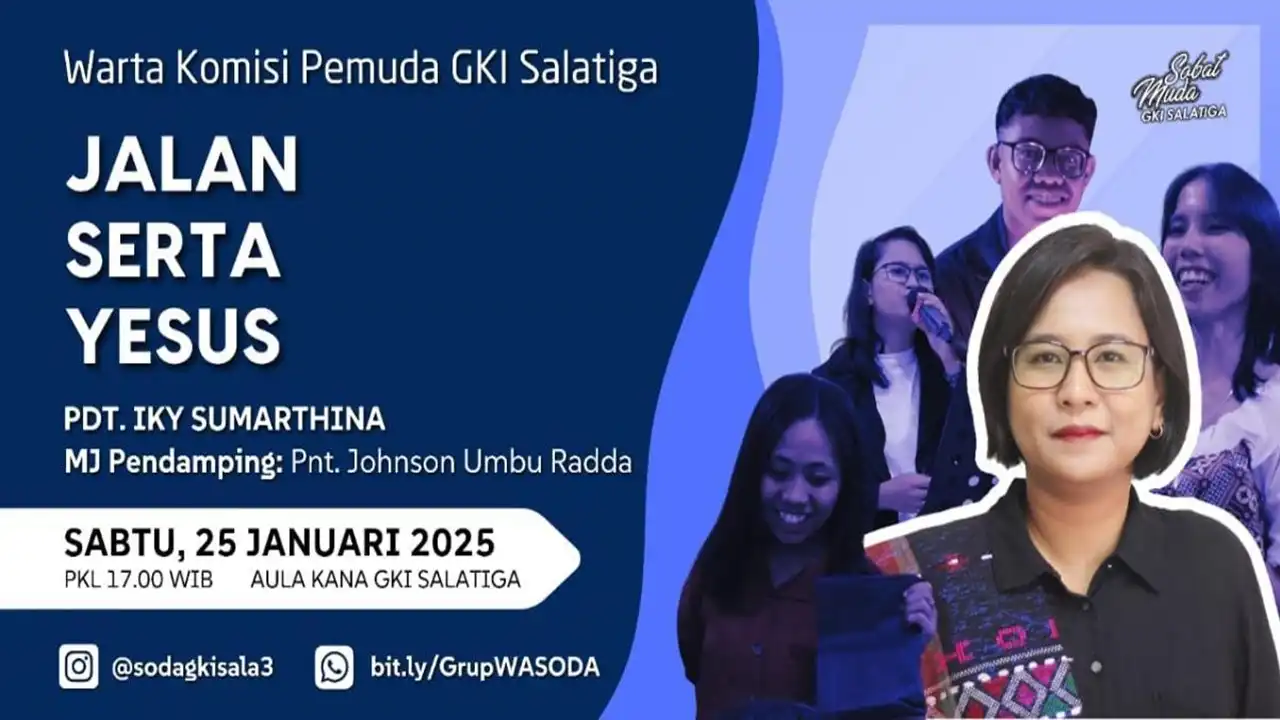 Warta Komisi Pemuda GKI Salatiga
Sobat
Muda
GKI SALATIGA
JALAN
SERTA
YESUS
PDT. IKY SUMARTHINA
MJ Pendamping: Pnt. Johnson Umbu Radda
SABTU, 25 JANUARI 2025
PKL 17.00 WIB AULA KANA GKI SALATIGA
@sodagkisala3 bit.ly/GrupWASODA